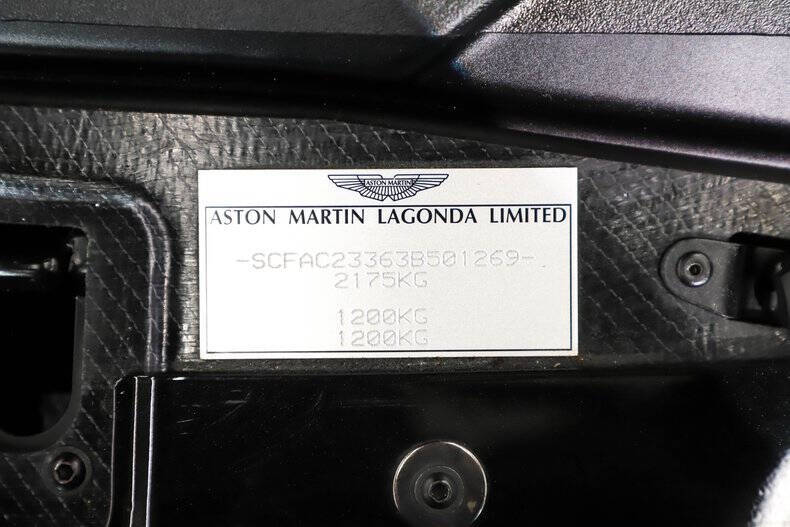 ASTON MARTIN
ASTON MARTIN LAGONDA LIMITED
-SCFAC23363B501269-
2175KG
1200KG
1200KG